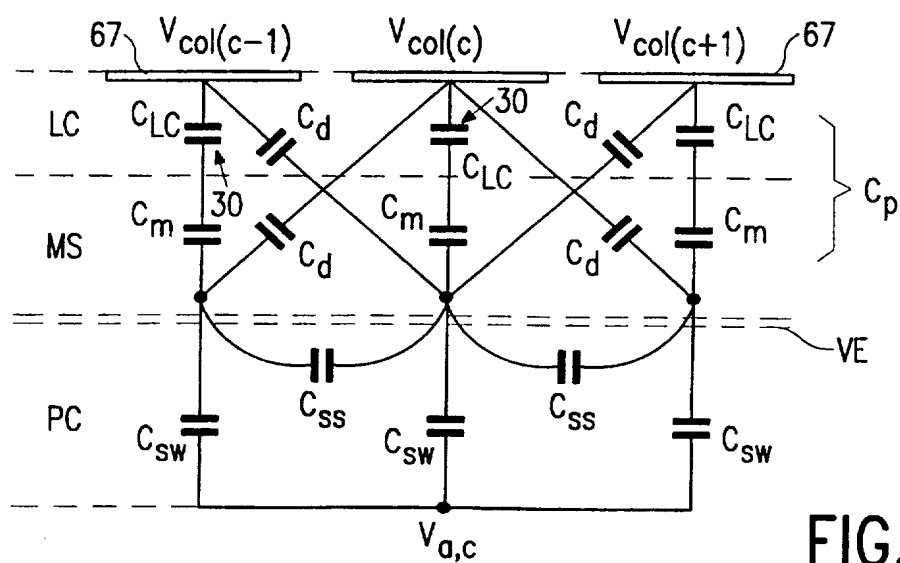 67 V_col(c-1) V_col(c) V_col(c+1) 67
LC C_LC C_d 30 C_d C_LC
C_LC
30 C_p
MS C_m C_d C_m C_d C_m
VE
C_ss C_ss
PC C_sw C_sw C_sw
V_a,c
FIG.